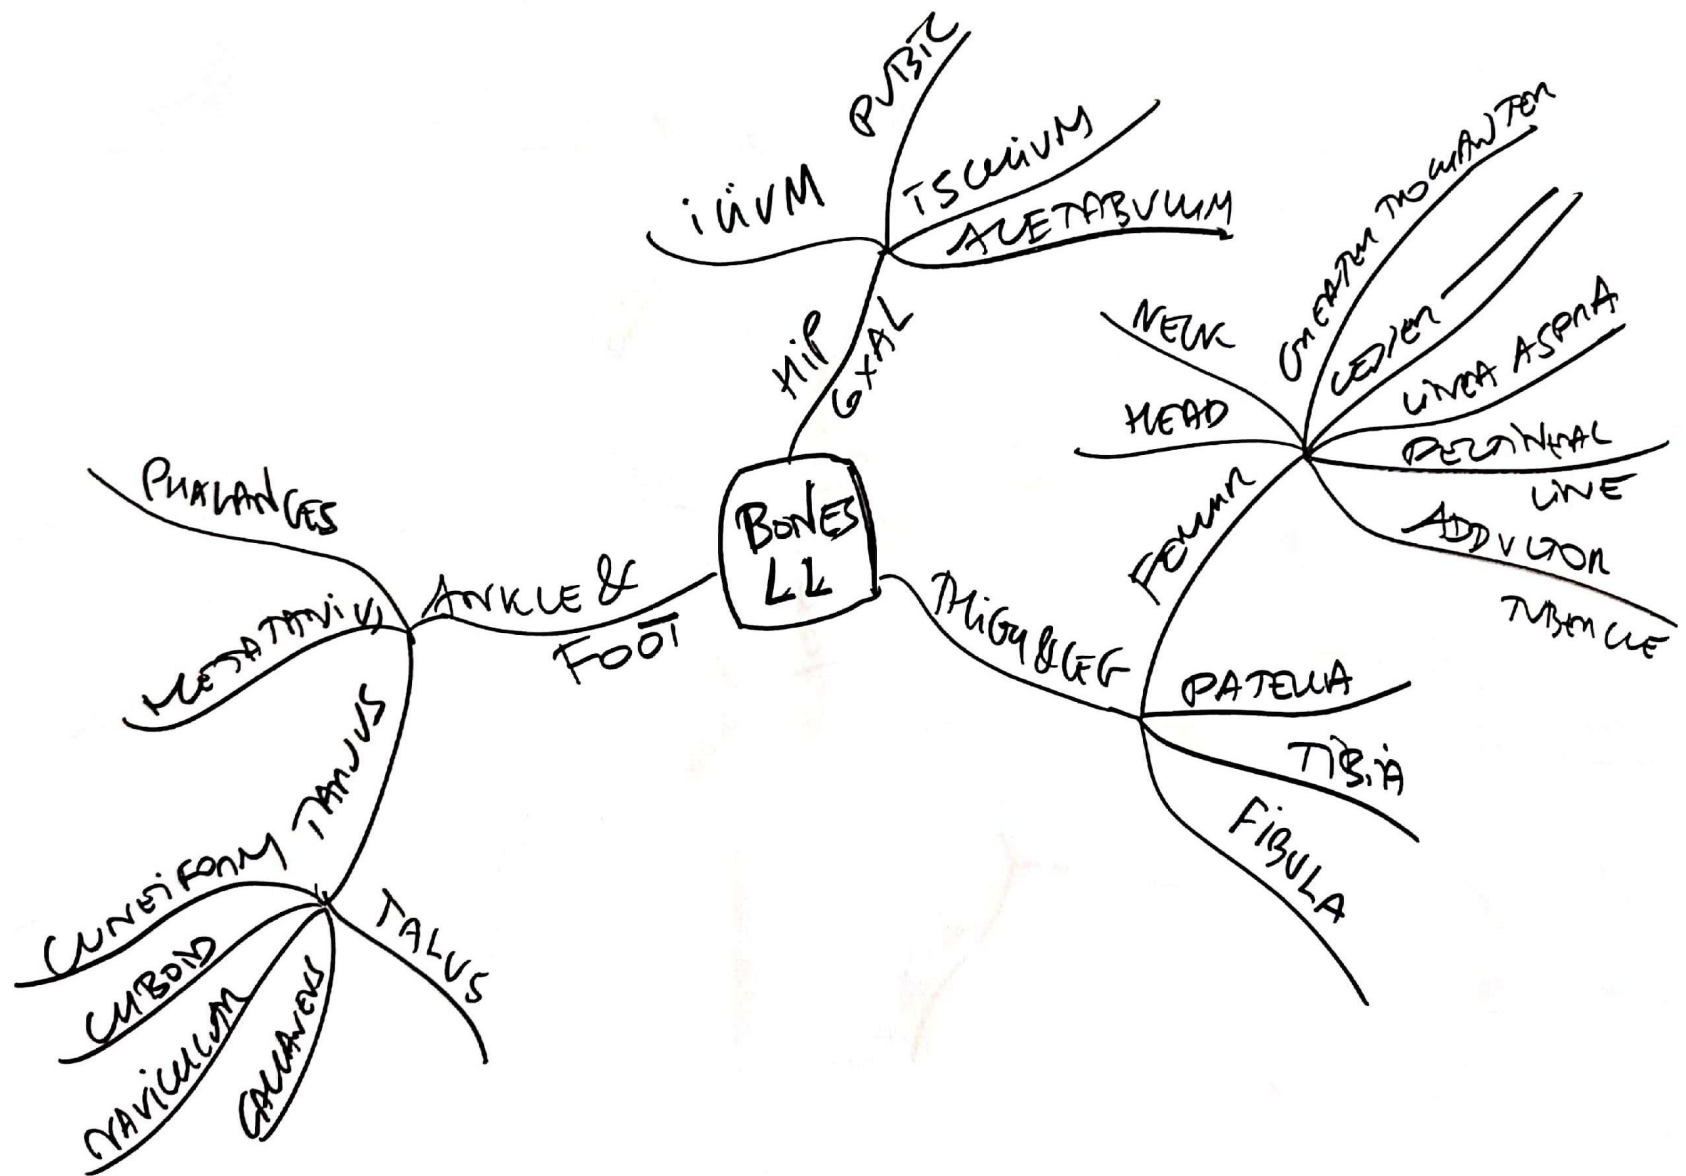 BONES
LL
HIP
COXAL
ILIUM
PUBIC
ISCHIUM
ACETABULUM
THIGH & LEG
FEMUR
HEAD
NECK
GREATER TROCHANTER
LESSER —
LINEA ASPRA
PECTINEAL
LINE
ADDUCTOR
TUBERCLE
PATELLA
TIBIA
FIBULA
ANKLE &
FOOT
PHALANGES
METATARSUS
TARSUS
CUNEIFORM
CUBOID
NAVICULAR
CALCANEUS
TALUS